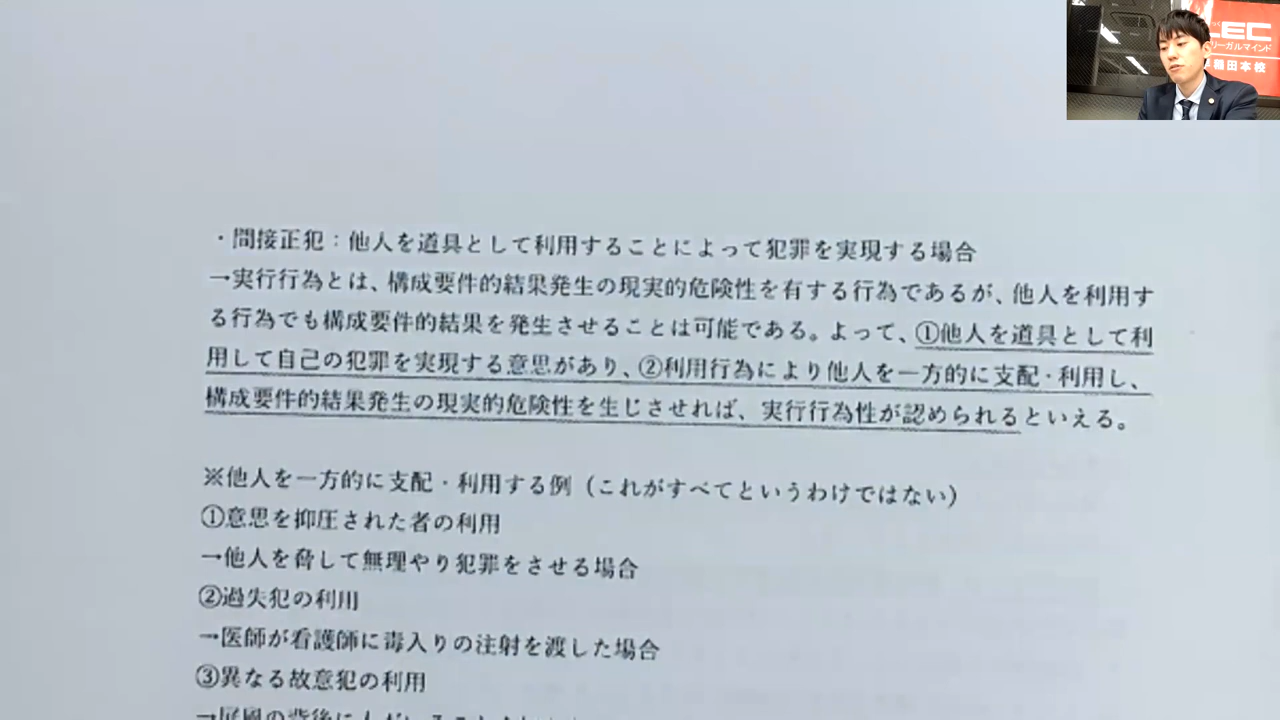 LEC
リーガルマインド
稲田本校
・間接正犯：他人を道具として利用することによって犯罪を実現する場合
→実行行為とは、構成要件的結果発生の現実的危険性を有する行為であるが、他人を利用す
る行為でも構成要件的結果を発生させることは可能である。よって、①他人を道具として利
用して自己の犯罪を実現する意思があり、②利用行為により他人を一方的に支配・利用し、
構成要件的結果発生の現実的危険性を生じさせれば、実行行為性が認められるといえる。
※他人を一方的に支配・利用する例（これがすべてというわけではない）
①意思を抑圧された者の利用
→他人を脅して無理やり犯罪をさせる場合
②過失犯の利用
→医師が看護師に毒入りの注射を渡した場合
③異なる故意犯の利用